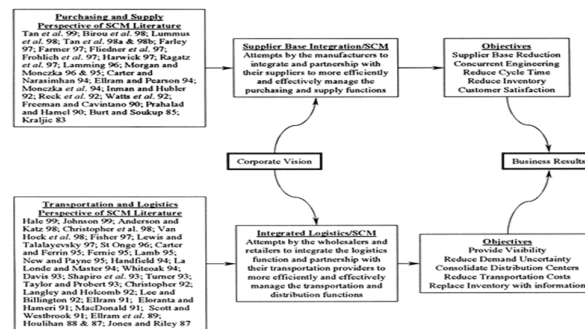 Purchasing and Supply
Perspective of SCM Literature
Tan et al. 99; Birou et al. 98; Lummus
et al. 98; Tan et al. 98a & 98b; Farley
97; Farmer 97; Fliedner et al. 97;
Frohlich et al. 97; Harwick 97; Ragatz
et al. 97; Lamming 96; Morgan and
Monczka 96 & 95; Carter and
Narasimhan 94; Ellram and Pearson 94;
Monczka et al. 94; Inman and Hubler
92; Reck et al. 92; Watts et al. 92;
Freeman and Cavintano 90; Prahalad
and Hamel 90; Burt and Soukup 85;
Kraljic 83
Supplier Base Integration/SCM
Attempts by the manufacturers to
integrate and partnership with
their suppliers to more efficiently
and effectively manage the
purchasing and supply functions
Objectives
Supplier Base Reduction
Concurrent Engineering
Reduce Cycle Time
Reduce Inventory
Customer Satisfaction
Corporate Vision
Business Results
Transportation and Logistics
Perspective of SCM Literature
Hale 99; Johnson 99; Anderson and
Katz 98; Christopher et al. 98; Van
Hock et al. 98; Fisher 97; Lewis and
Talalayevsky 97; St Onge 96; Carter
and Ferrin 95; Fernie 95; Lamb 95;
New and Payne 95; Handfield 94; La
Londe and Master 94; Whiteoak 94;
Davis 93; Shapiro et al. 93; Turner 93;
Taylor and Probert 93; Christopher 92;
Langley and Holcomb 92; Lee and
Billington 92; Ellram 91; Eloranta and
Hameri 91; MacDonald 91; Scott and
Westbrook 91; Ellram et al. 89;
Houlihan 88 & 87; Jones and Riley 87
Integrated Logistics/SCM
Attempts by the wholesalers and
retailers to integrate the logistics
function and partnership with
their transportation providers to
more efficiently and effectively
manage the transportation and
distribution functions
Objectives
Provide Visibility
Reduce Demand Uncertainty
Consolidate Distribution Centers
Reduce Transportation Costs
Replace Inventory with information